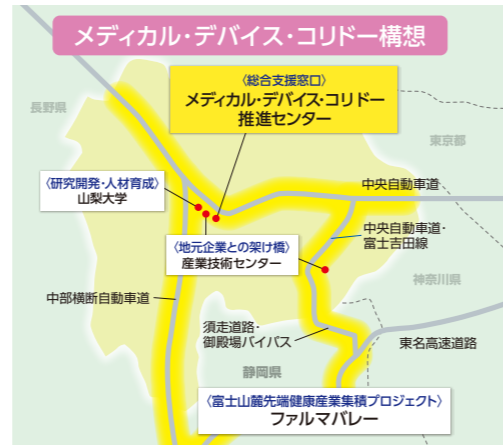 メディカル・デバイス・コリドー構想
〈総合支援窓口〉
メディカル・デバイス・コリドー
推進センター
長野県
東京都
〈研究開発・人材育成〉
山梨大学
中央自動車道
〈地元企業との架け橋〉
産業技術センター
中央自動車道・
富士吉田線
神奈川県
中部横断自動車道
須走道路・
御殿場バイパス
東名高速道路
静岡県
〈富士山麓先端健康産業集積プロジェクト〉
ファルマバレー